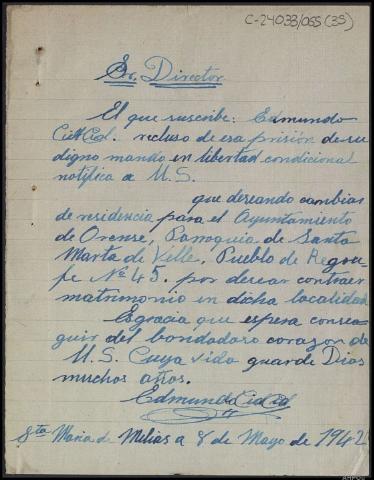 C-24033/055(35)
Sr. Director
El que suscribe: Edmundo
Cid Cid. recluso de esa prisión de su
digno mando en libertad condicional
notifica a U.S.
que deseando cambiar
de residencia para el Ayuntamiento
de Orense, Parroquia de Santa
Marta de Velle, Pueblo de Regou-
fe Nº 45. por desear contraer
matrimonio en dicha localidad
Es gracia que espera conse-
guir del bondadoso corazon de
U.S. Cuya vida guarde Dios
muchos años.
Edmundo Cid Cid
Sta Maria de Melias a 8 de Mayo de 1942